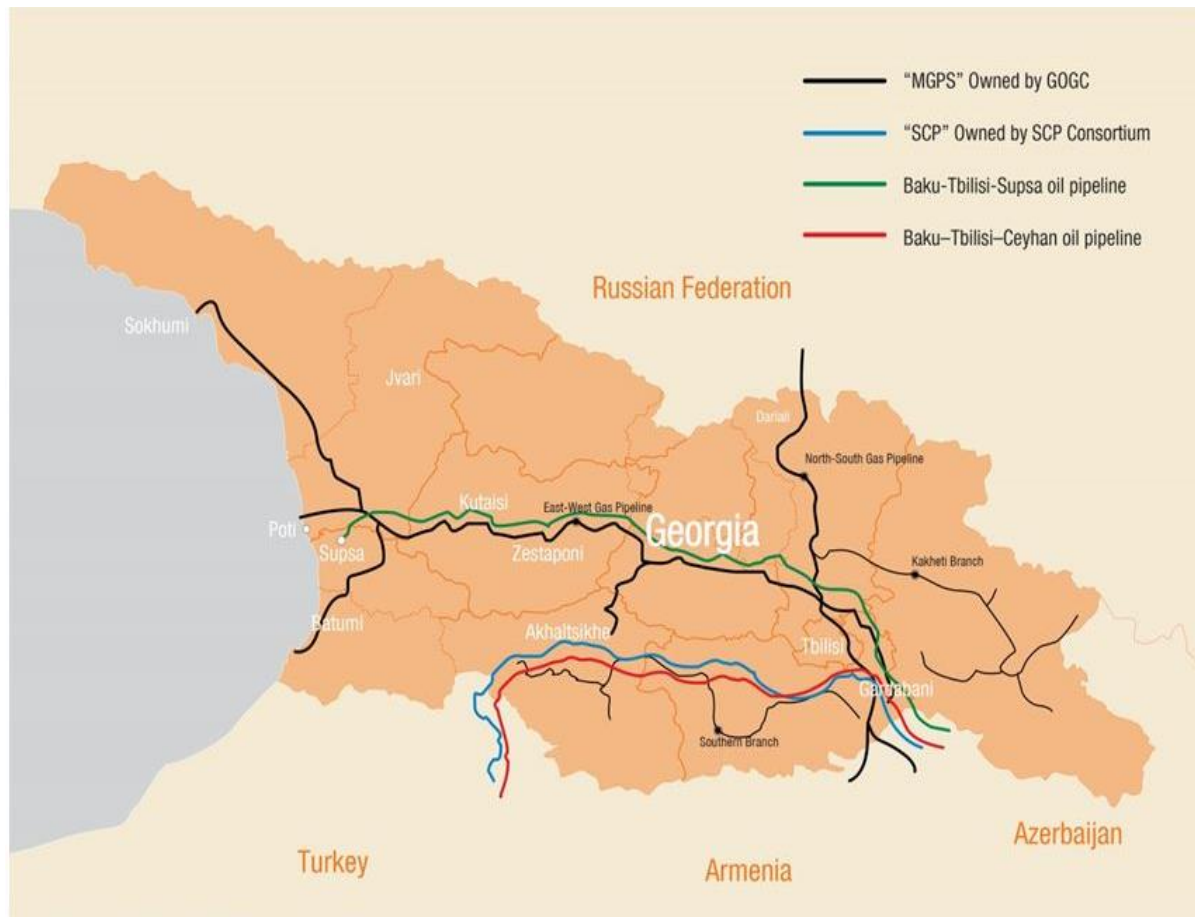 “MGPS” Owned by GOGC
“SCP” Owned by SCP Consortium
Baku-Tbilisi-Supsa oil pipeline
Baku–Tbilisi–Ceyhan oil pipeline
Russian Federation
Sokhumi
Jvari
Dariali
North-South Gas Pipeline
Kutaisi
East-West Gas Pipeline
Georgia
Poti
Supsa
Zestaponi
Kakheti Branch
Batumi
Akhaltsikhe
Tbilisi
Gardabani
Southern Branch
Azerbaijan
Turkey
Armenia